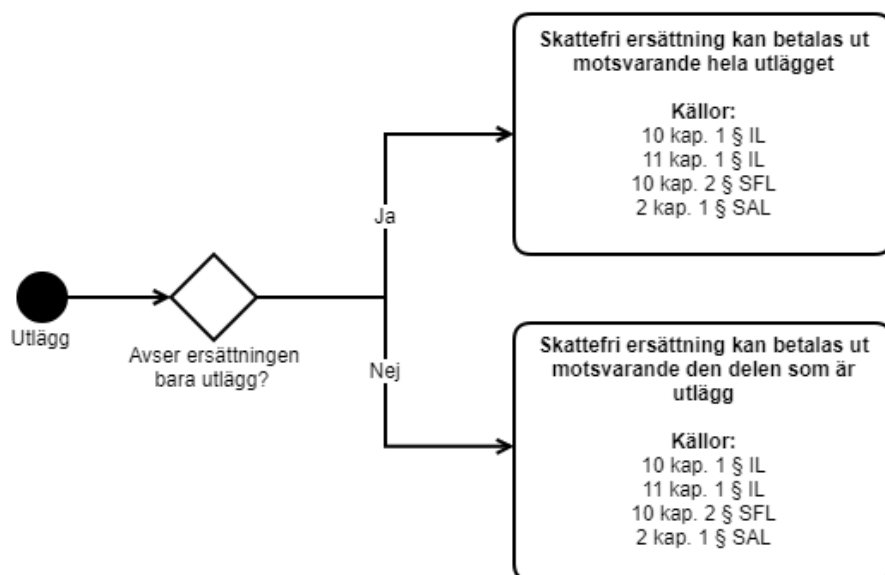 Utlägg
Avser ersättningen
bara utlägg?
Ja
Skattefri ersättning kan betalas ut
motsvarande hela utlägget
Källor:
10 kap. 1 § IL
11 kap. 1 § IL
10 kap. 2 § SFL
2 kap. 1 § SAL
Nej
Skattefri ersättning kan betalas ut
motsvarande den delen som är
utlägg
Källor:
10 kap. 1 § IL
11 kap. 1 § IL
10 kap. 2 § SFL
2 kap. 1 § SAL